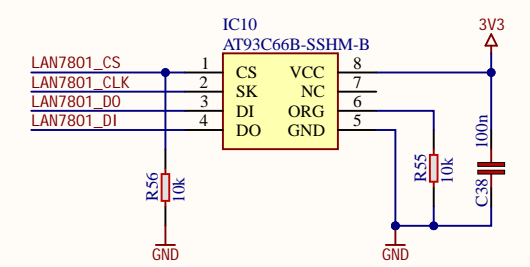 IC10
3V3
AT93C66B-SSHM-B
LAN7801_CS 1 CS VCC 8
LAN7801_CLK 2 SK NC 7
LAN7801_DO 3 DI ORG 6
LAN7801_DI 4 DO GND 5
100n
R56
10k
R55
10k
C38
GND
GND